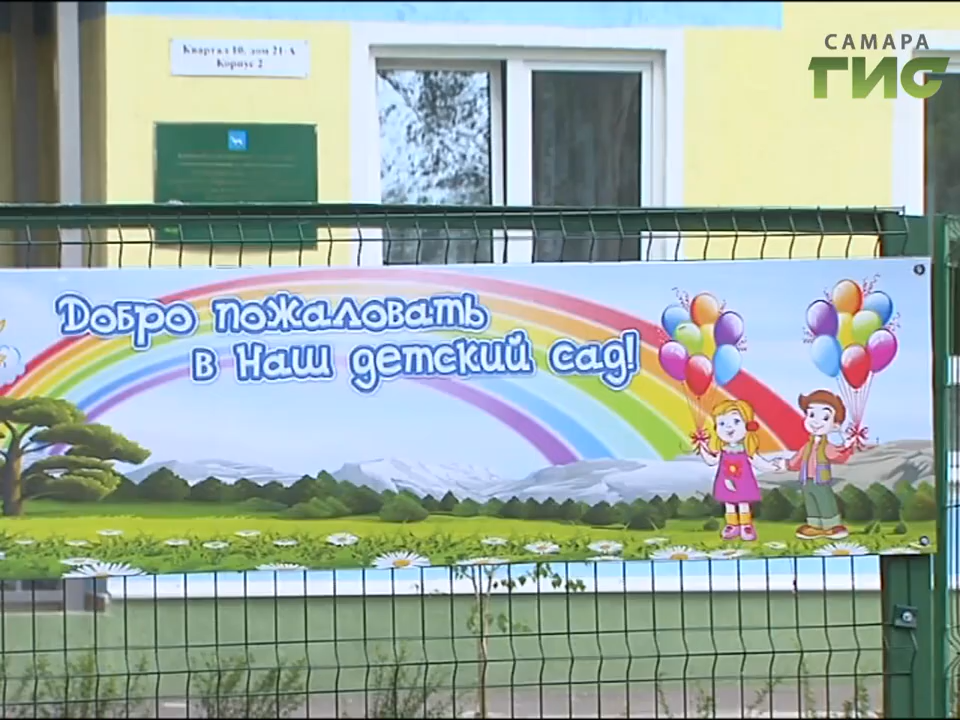 САМАРА
ГИС
Квартал 10, дом 21-А
Корпус 2
Добро пожаловать
в наш детский сад!